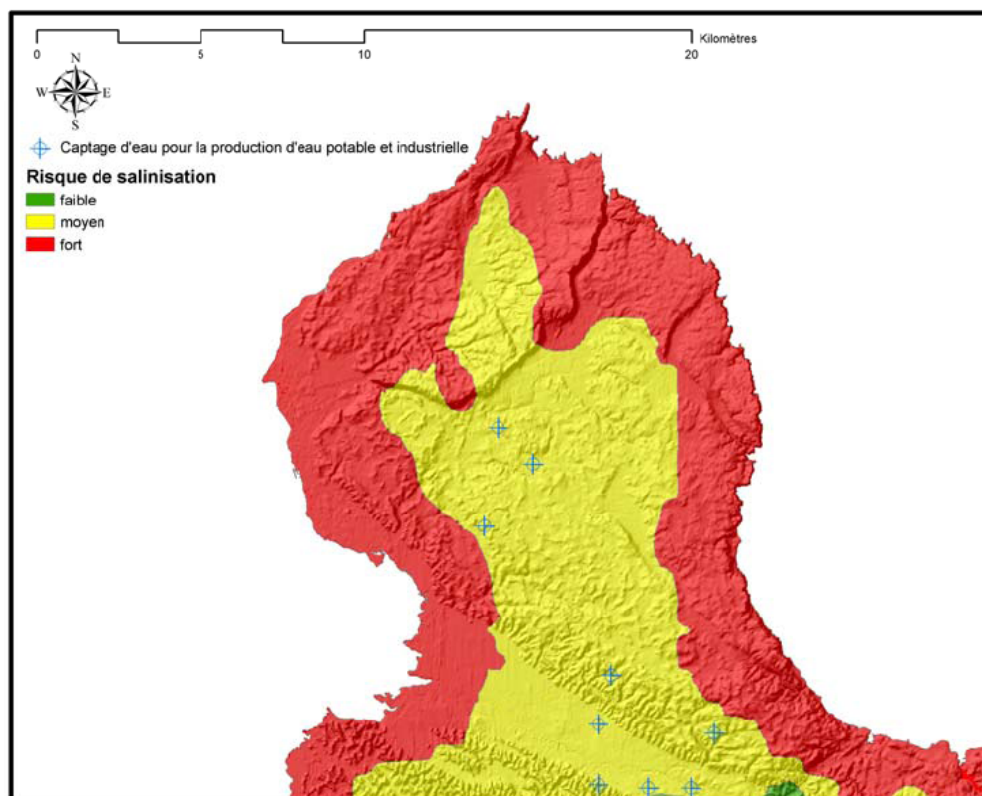 0 5 10 20 Kilomètres
N
W E
S
Captage d'eau pour la production d'eau potable et industrielle
Risque de salinisation
faible
moyen
fort